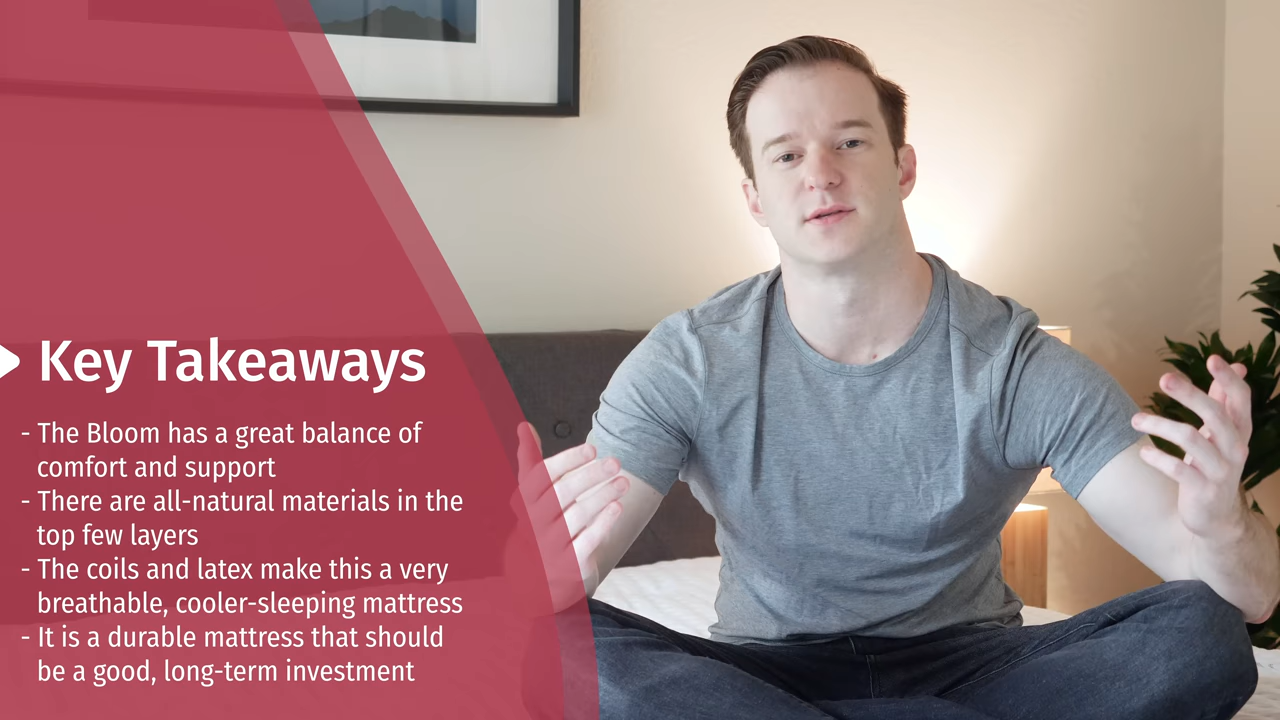 Key Takeaways
- The Bloom has a great balance of
comfort and support
- There are all-natural materials in the
top few layers
- The coils and latex make this a very
breathable, cooler-sleeping mattress
- It is a durable mattress that should
be a good, long-term investment